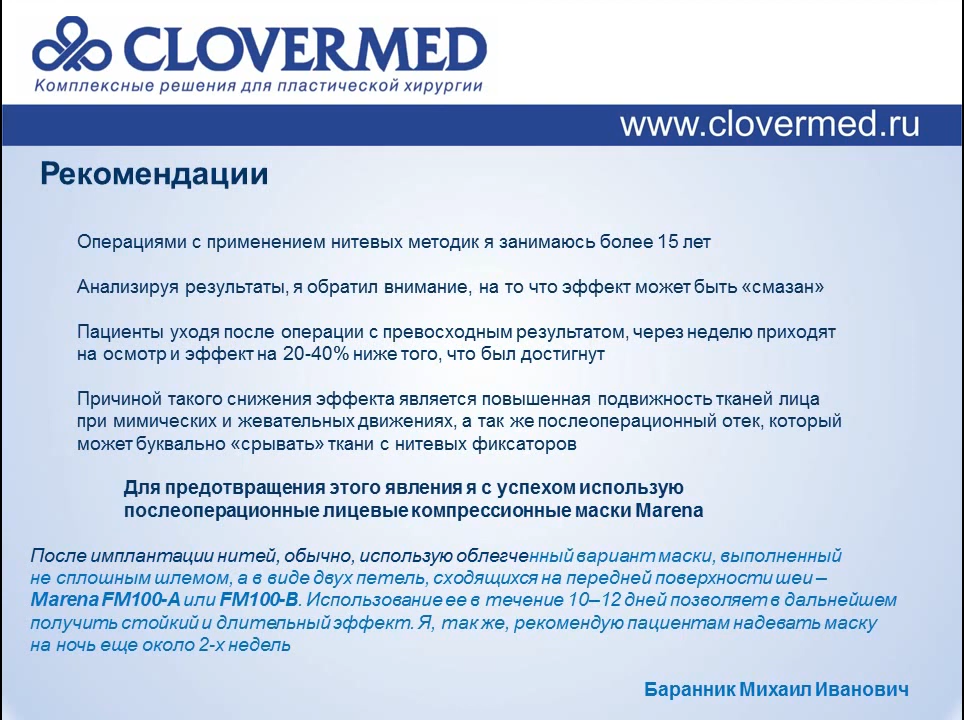 CLOVERMED
Комплексные решения для пластической хирургии
www.clovermed.ru
Рекомендации
Операциями с применением нитевых методик я занимаюсь более 15 лет
Анализируя результаты, я обратил внимание, на то что эффект может быть «смазан»
Пациенты уходя после операции с превосходным результатом, через неделю приходят
на осмотр и эффект на 20-40% ниже того, что был достигнут
Причиной такого снижения эффекта является повышенная подвижность тканей лица
при мимических и жевательных движениях, а так же послеоперационный отек, который
может буквально «срывать» ткани с нитевых фиксаторов
Для предотвращения этого явления я с успехом использую
послеоперационные лицевые компрессионные маски Marena
После имплантации нитей, обычно, использую облегченный вариант маски, выполненный
не сплошным шлемом, а в виде двух петель, сходящихся на передней поверхности шеи –
Marena FM100-A или FM100-B. Использование ее в течение 10–12 дней позволяет в дальнейшем
получить стойкий и длительный эффект. Я, так же, рекомендую пациентам надевать маску
на ночь еще около 2-х недель
Баранник Михаил Иванович